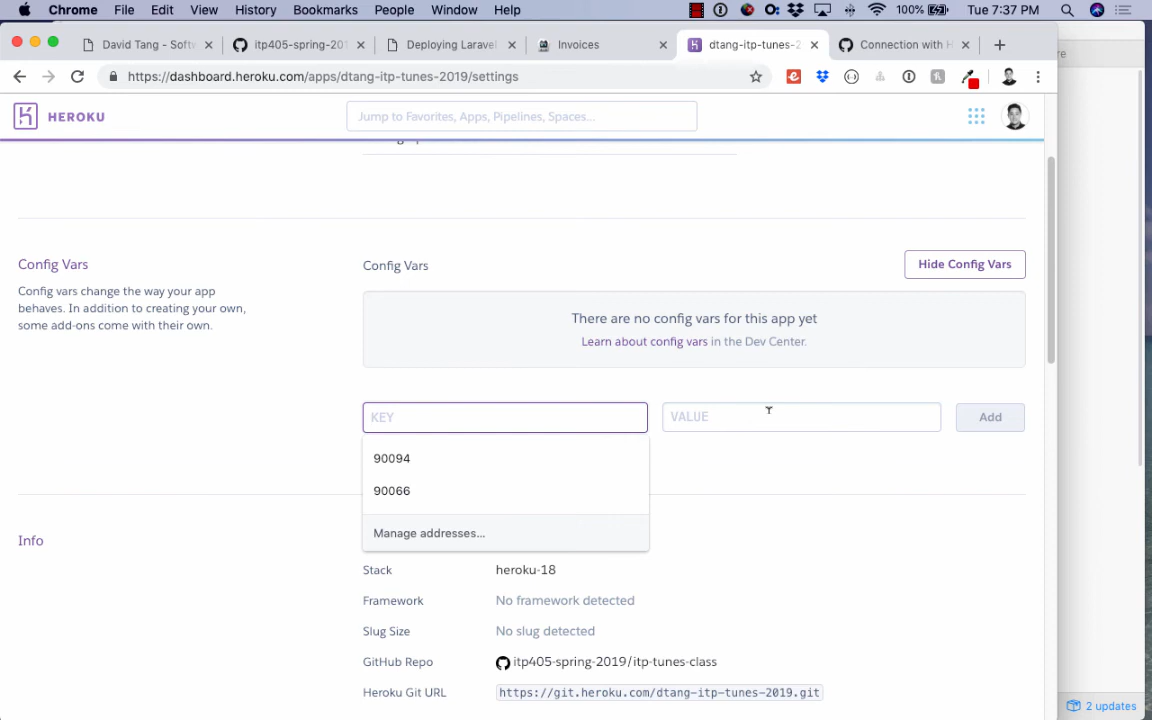 Chrome File Edit View History Bookmarks People Window Help 100% Tue 7:37 PM
David Tang - Softw
itp405-spring-201
Deploying Laravel
Invoices
dtang-itp-tunes-2
Connection with H
https://dashboard.heroku.com/apps/dtang-itp-tunes-2019/settings
HEROKU
Jump to Favorites, Apps, Pipelines, Spaces...
Config Vars
Config vars change the way your app
behaves. In addition to creating your own,
some add-ons come with their own.
Config Vars
Hide Config Vars
There are no config vars for this app yet
Learn about config vars in the Dev Center.
KEY
VALUE
Add
90094
90066
Manage addresses...
Info
Stack heroku-18
Framework No framework detected
Slug Size No slug detected
GitHub Repo itp405-spring-2019/itp-tunes-class
Heroku Git URL https://git.heroku.com/dtang-itp-tunes-2019.git
2 updates